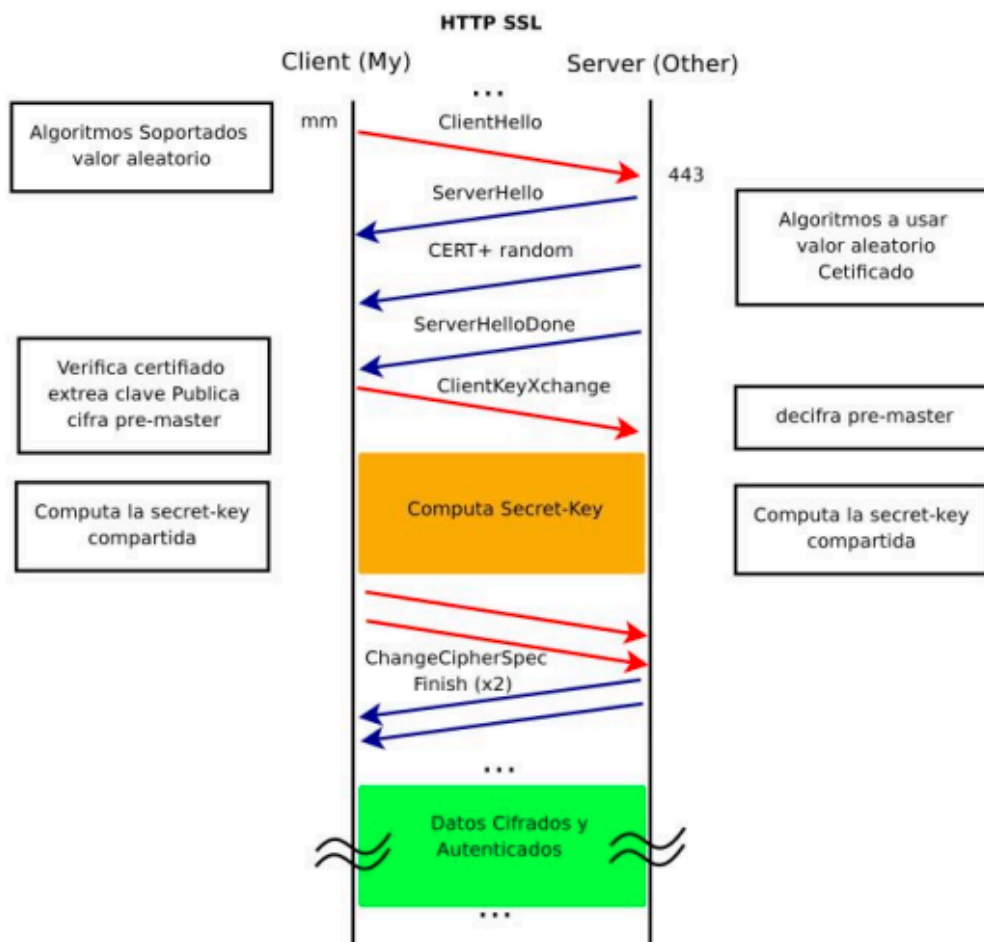 HTTP SSL
Client (My)
Server (Other)
...
Algoritmos Soportados
valor aleatorio
mm
ClientHello
443
ServerHello
Algoritmos a usar
valor aleatorio
Cetificado
CERT+ random
ServerHelloDone
Verifica certifiado
extrea clave Publica
cifra pre-master
ClientKeyXchange
decifra pre-master
Computa la secret-key
compartida
Computa Secret-Key
Computa la secret-key
compartida
ChangeCipherSpec
Finish (x2)
...
Datos Cifrados y
Autenticados
...